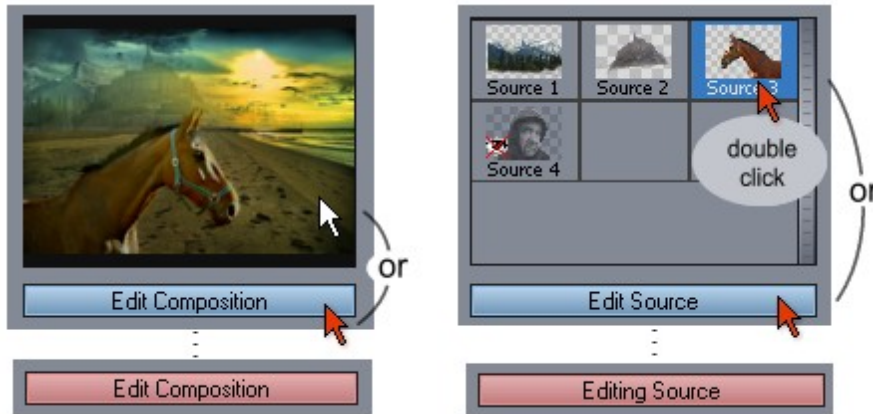 Source 1
Source 2
Source 3
Source 4
double
click
or
or
Edit Composition
Edit Source
Edit Composition
Editing Source